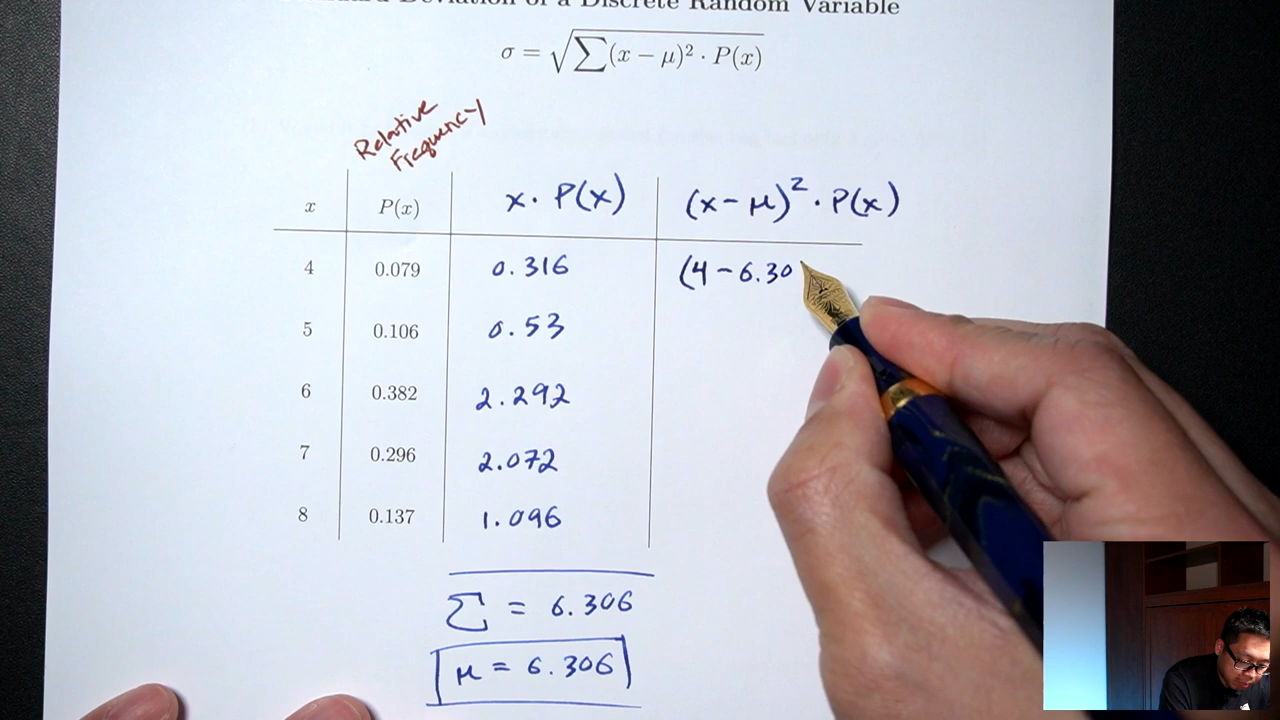 Deviation of a Discrete Random Variable
σ = √∑(x − μ)² · P(x)
Relative
Frequency
x P(x) x · P(x) (x − μ)² · P(x)
4 0.079 0.316 (4 − 6.30
5 0.106 0.53
6 0.382 2.292
7 0.296 2.072
8 0.137 1.096
∑ = 6.306
μ = 6.306